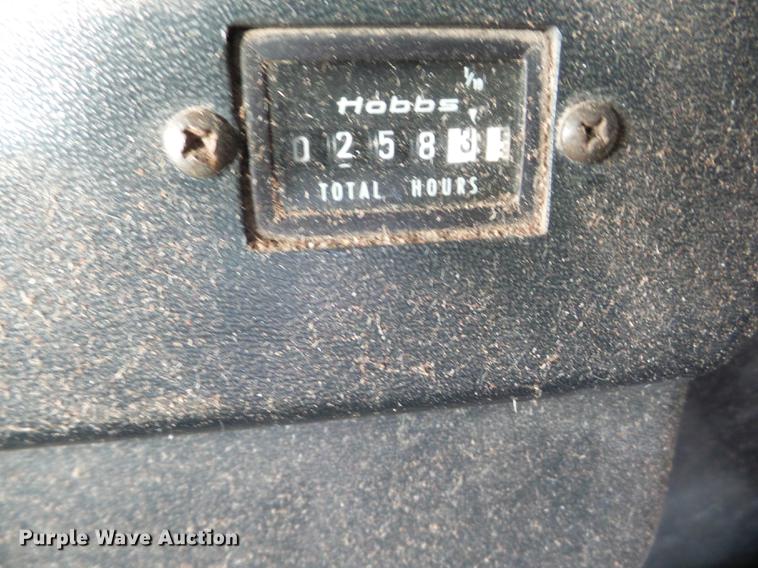 1/10
Hobbs
0 2 5 8 3
TOTAL HOURS
Purple Wave Auction